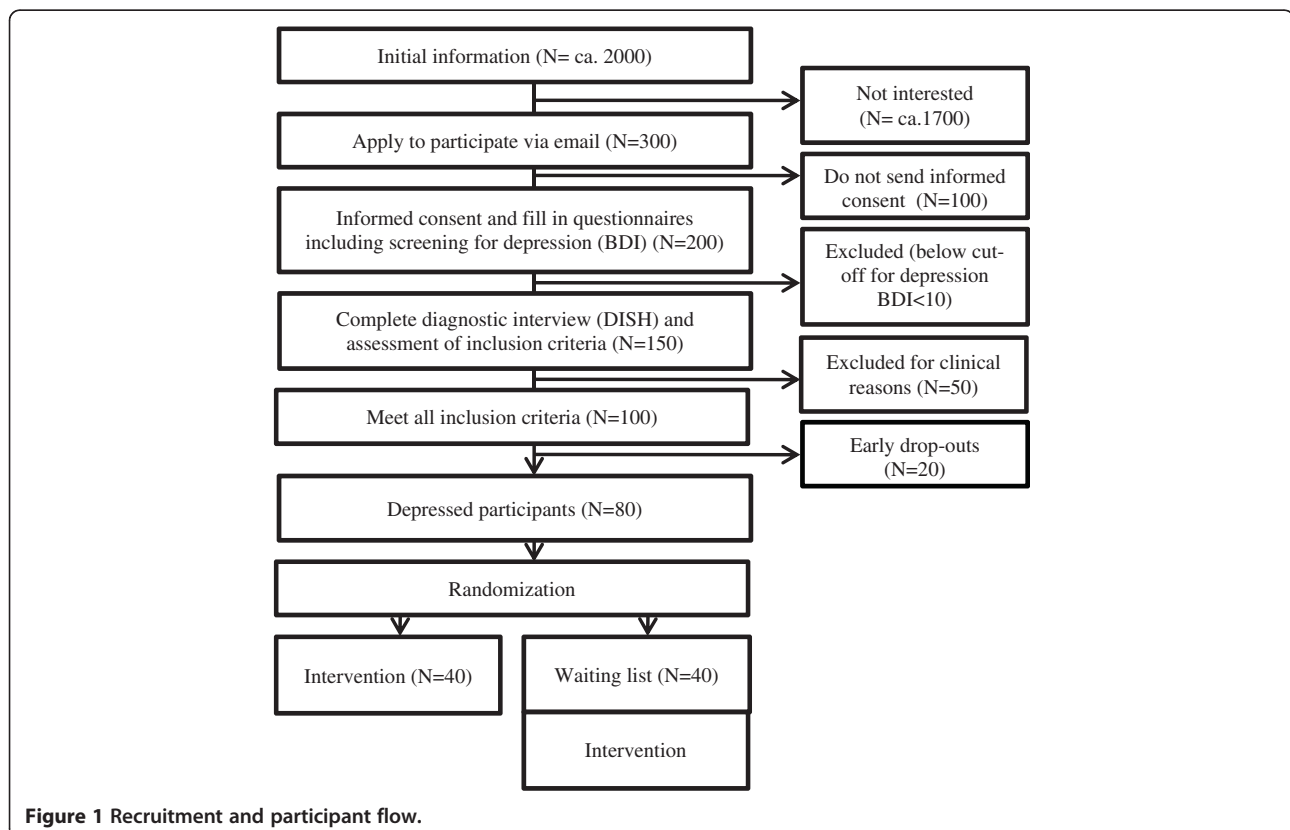 Initial information (N= ca. 2000)
Not interested
(N= ca.1700)
Apply to participate via email (N=300)
Do not send informed
consent (N=100)
Informed consent and fill in questionnaires
including screening for depression (BDI) (N=200)
Excluded (below cut-
off for depression
BDI<10)
Complete diagnostic interview (DISH) and
assessment of inclusion criteria (N=150)
Excluded for clinical
reasons (N=50)
Meet all inclusion criteria (N=100)
Early drop-outs
(N=20)
Depressed participants (N=80)
Randomization
Intervention (N=40)
Waiting list (N=40)
Intervention
Figure 1 Recruitment and participant flow.